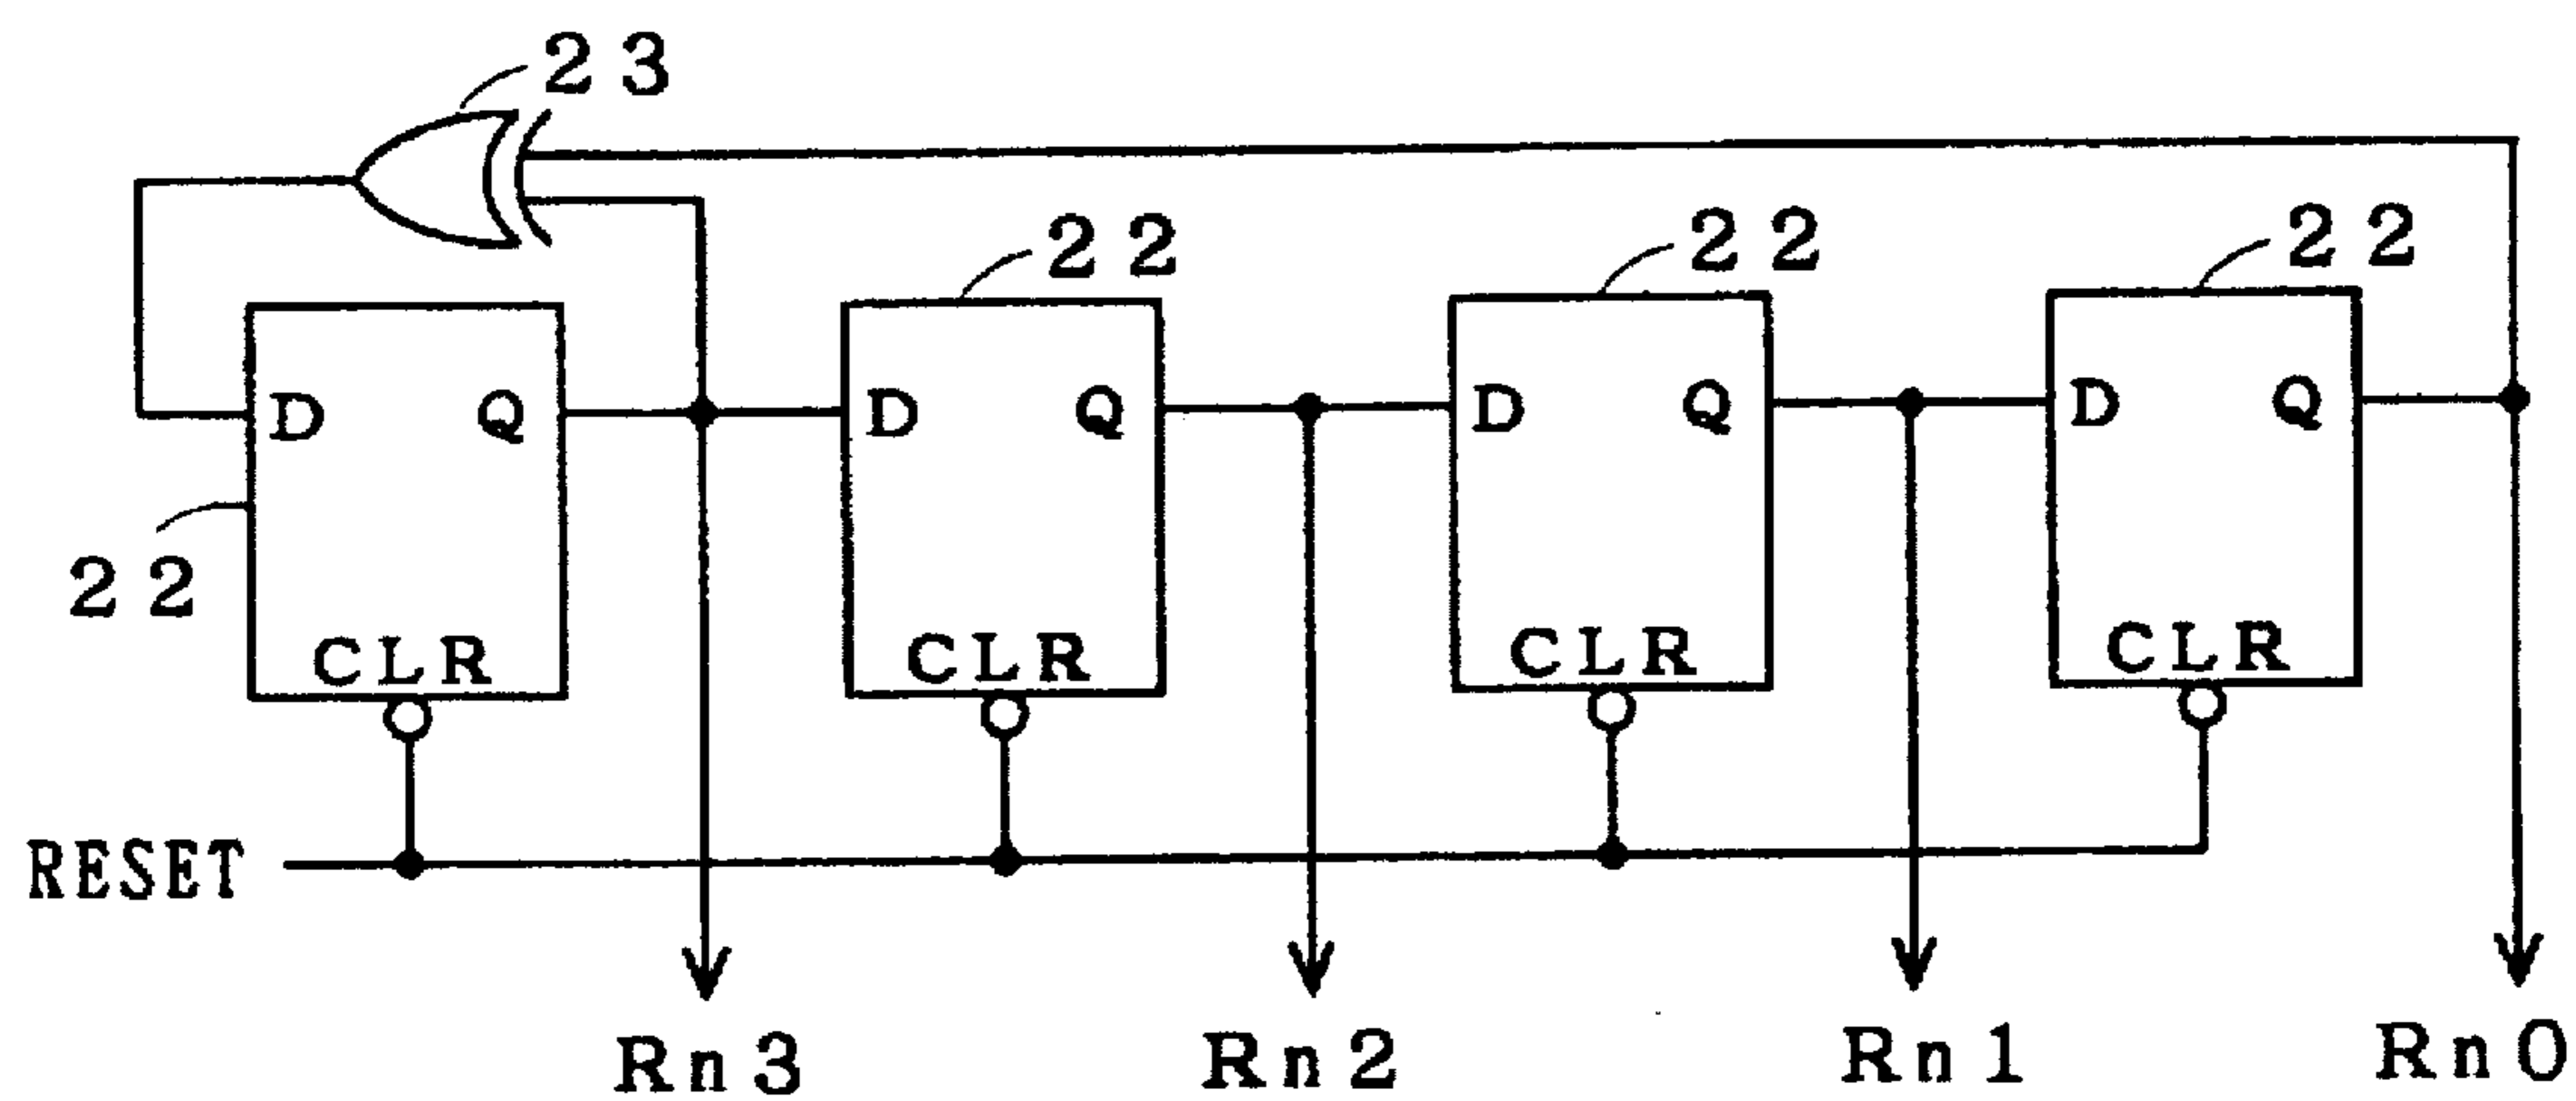 23
22 22 22
D Q D Q D Q D Q
22
CLR CLR CLR CLR
RESET
Rn3 Rn2 Rn1 Rn0